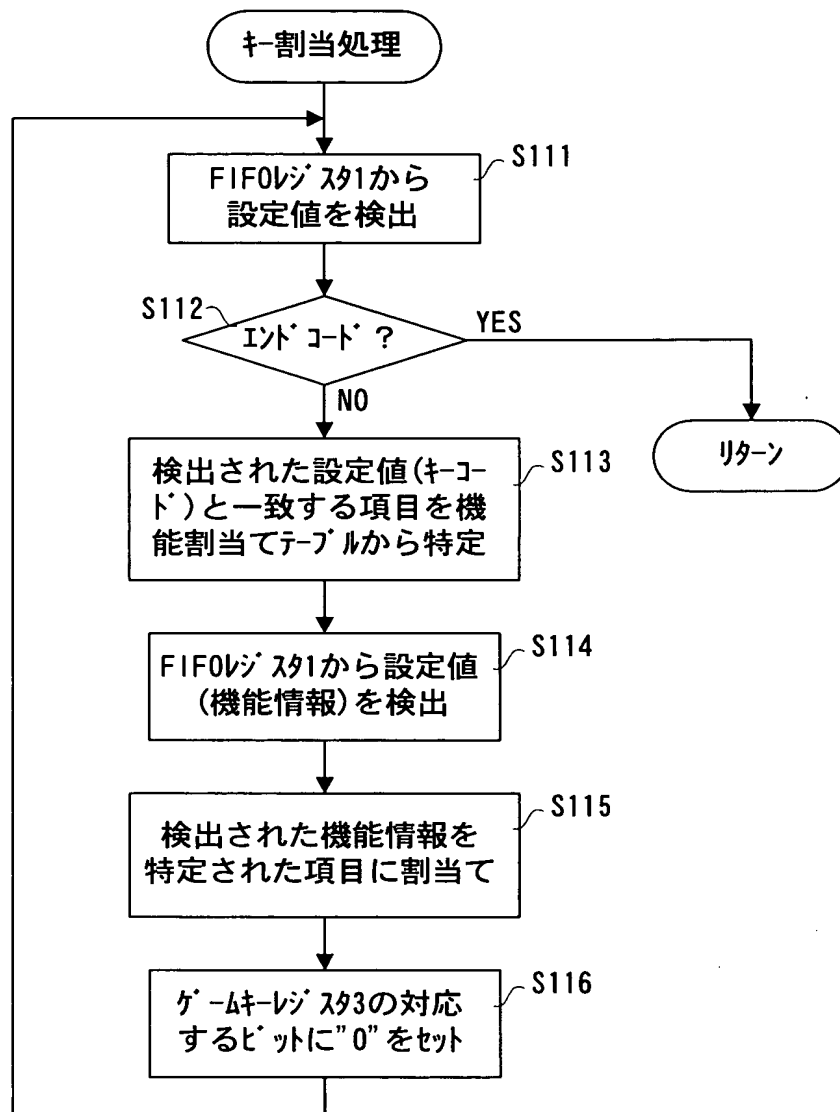 ｷｰ割当処理
S111
FIFOﾚｼﾞｽﾀ1から
設定値を検出
S112
ｴﾝﾄﾞｺｰﾄﾞ?
YES
NO
ﾘﾀｰﾝ
S113
検出された設定値(ｷｰｺｰ
ﾄﾞ)と一致する項目を機
能割当てﾃｰﾌﾞﾙから特定
S114
FIFOﾚｼﾞｽﾀ1から設定値
(機能情報)を検出
S115
検出された機能情報を
特定された項目に割当て
S116
ｹﾞｰﾑｷｰﾚｼﾞｽﾀ3の対応
するﾋﾞｯﾄに"0"をｾｯﾄ